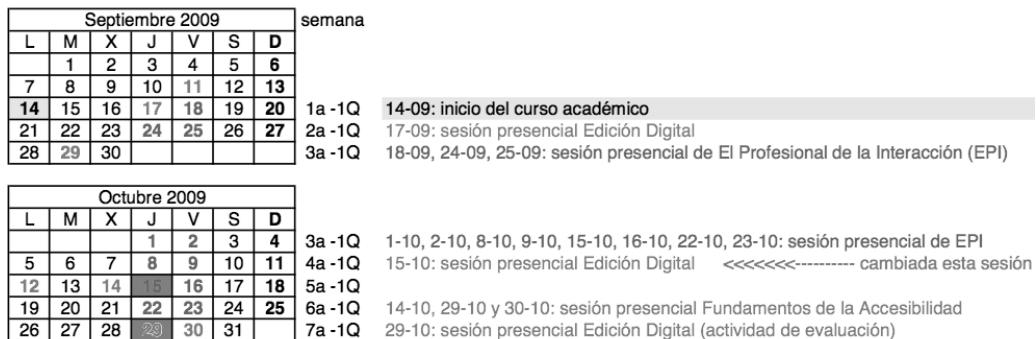 Septiembre 2009 semana
L M X J V S D
1 2 3 4 5 6
7 8 9 10 11 12 13
14 15 16 17 18 19 20 1a -1Q 14-09: inicio del curso académico
21 22 23 24 25 26 27 2a -1Q 17-09: sesión presencial Edición Digital
28 29 30 3a -1Q 18-09, 24-09, 25-09: sesión presencial de El Profesional de la Interacción (EPI)
Octubre 2009
L M X J V S D
1 2 3 4 3a -1Q 1-10, 2-10, 8-10, 9-10, 15-10, 16-10, 22-10, 23-10: sesión presencial de EPI
5 6 7 8 9 10 11 4a -1Q 15-10: sesión presencial Edición Digital <<<<<<<---------- cambiada esta sesión
12 13 14 15 16 17 18 5a -1Q
19 20 21 22 23 24 25 6a -1Q 14-10, 29-10 y 30-10: sesión presencial Fundamentos de la Accesibilidad
26 27 28 29 30 31 7a -1Q 29-10: sesión presencial Edición Digital (actividad de evaluación)